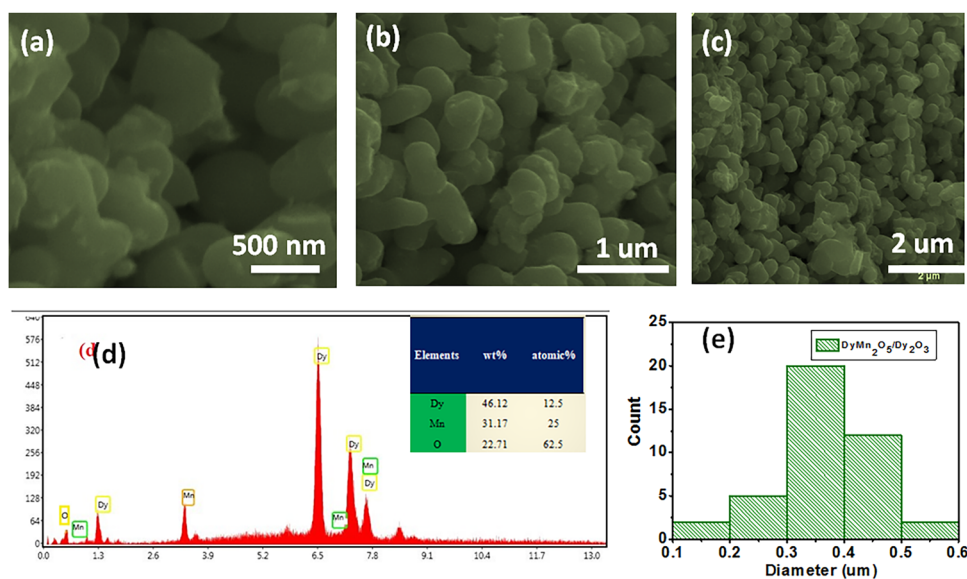 (a)
500 nm
(b)
1 um
(c)
2 um
2 µm
(d
(d)
640
576
512
448
384
320
256
192
128
64
0
0.0 1.3 2.6 3.9 5.2 6.5 7.8 9.1 10.4 11.7 13.0
O
Mn
Dy
Mn
Dy
Mn
Dy
Mn
Dy
Elements wt% atomic%
Dy 46.12 12.5
Mn 31.17 25
O 22.71 62.5
(e)
DyMn2O5/Dy2O3
Count
25
20
15
10
5
0
0.1 0.2 0.3 0.4 0.5 0.6
Diameter (um)